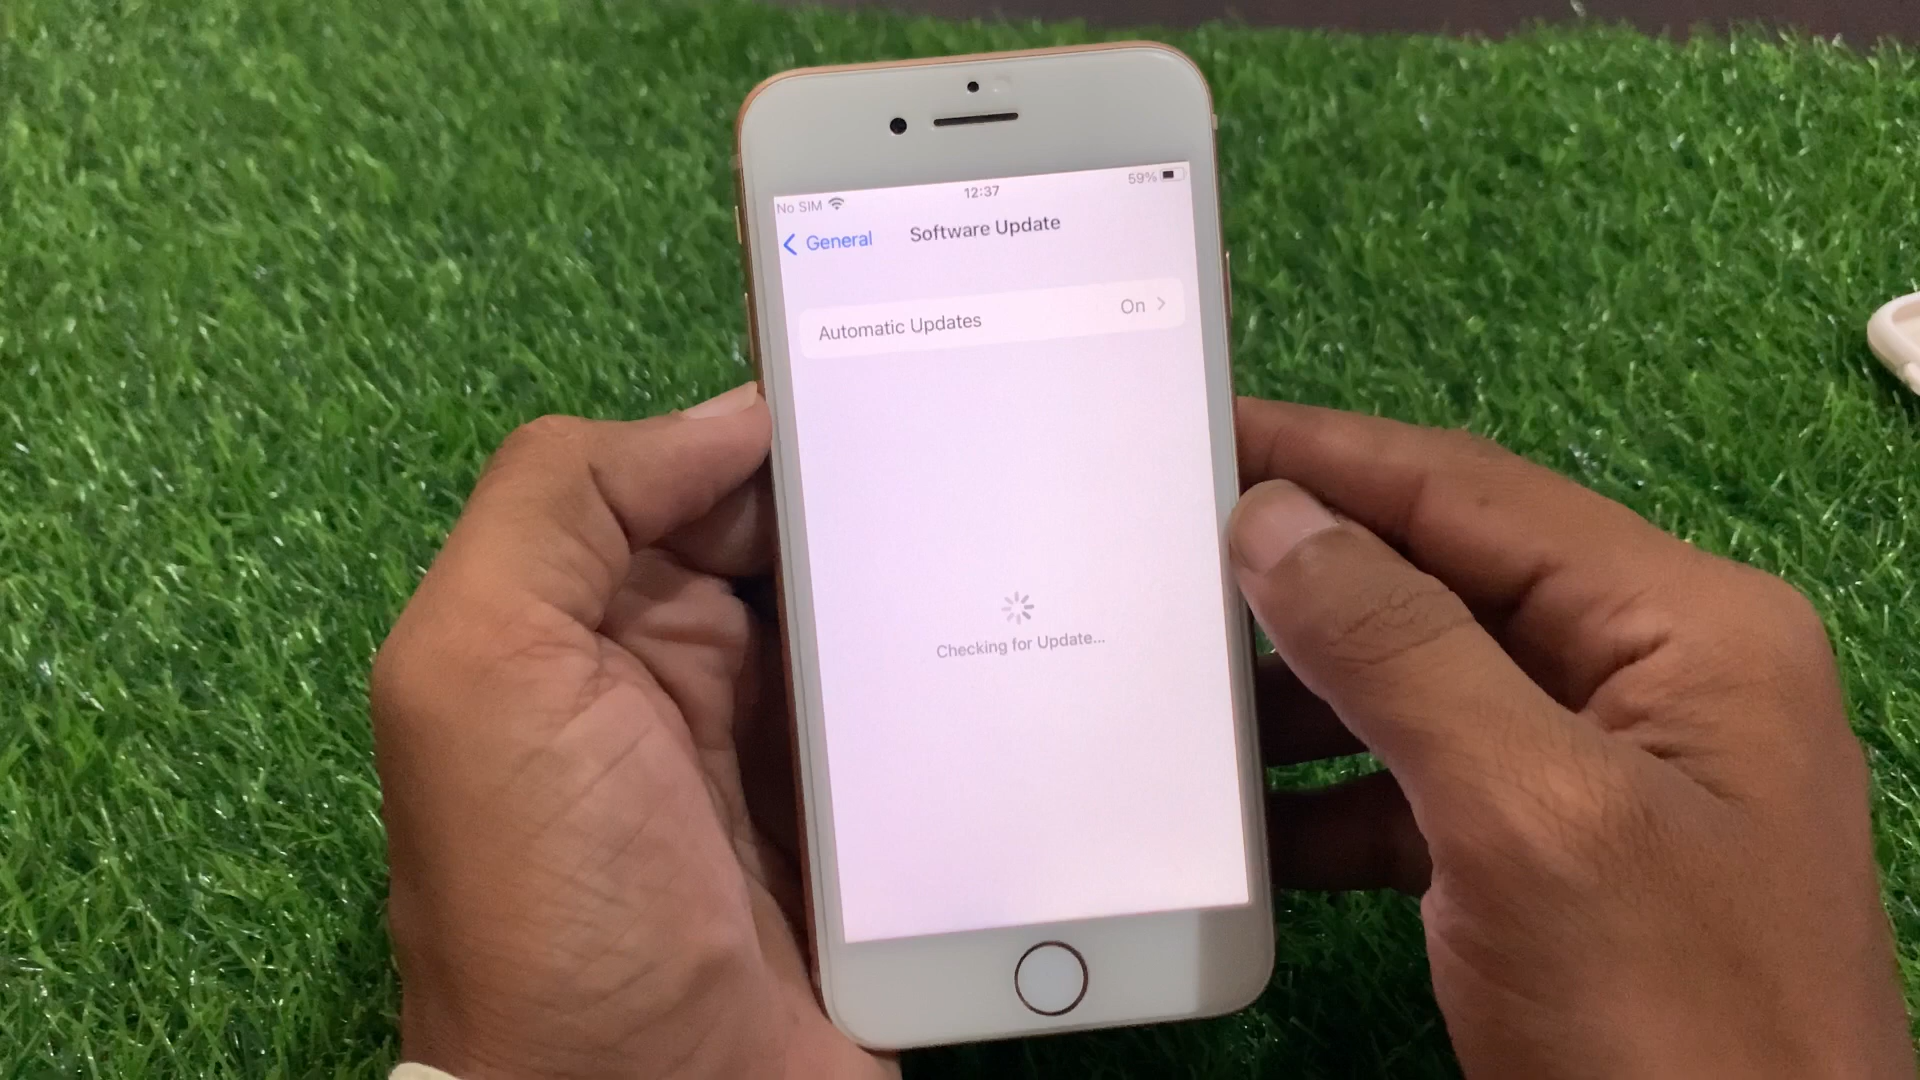 No SIM 12:37 59%
General Software Update
Automatic Updates On
Checking for Update...